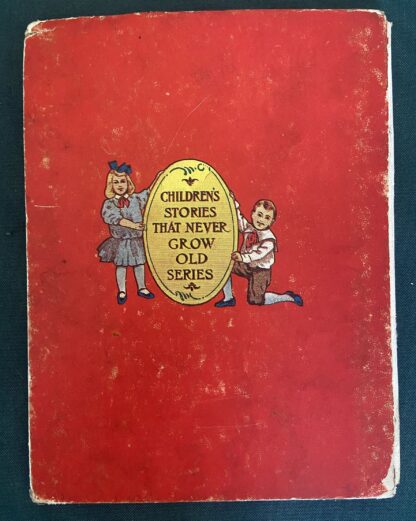 CHILDREN'S
STORIES
THAT NEVER
GROW
OLD
SERIES